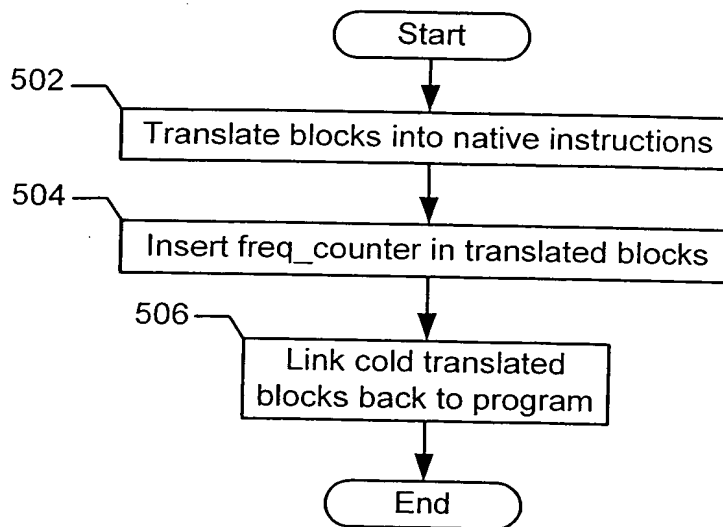 Start
502
Translate blocks into native instructions
504
Insert freq_counter in translated blocks
506
Link cold translated
blocks back to program
End